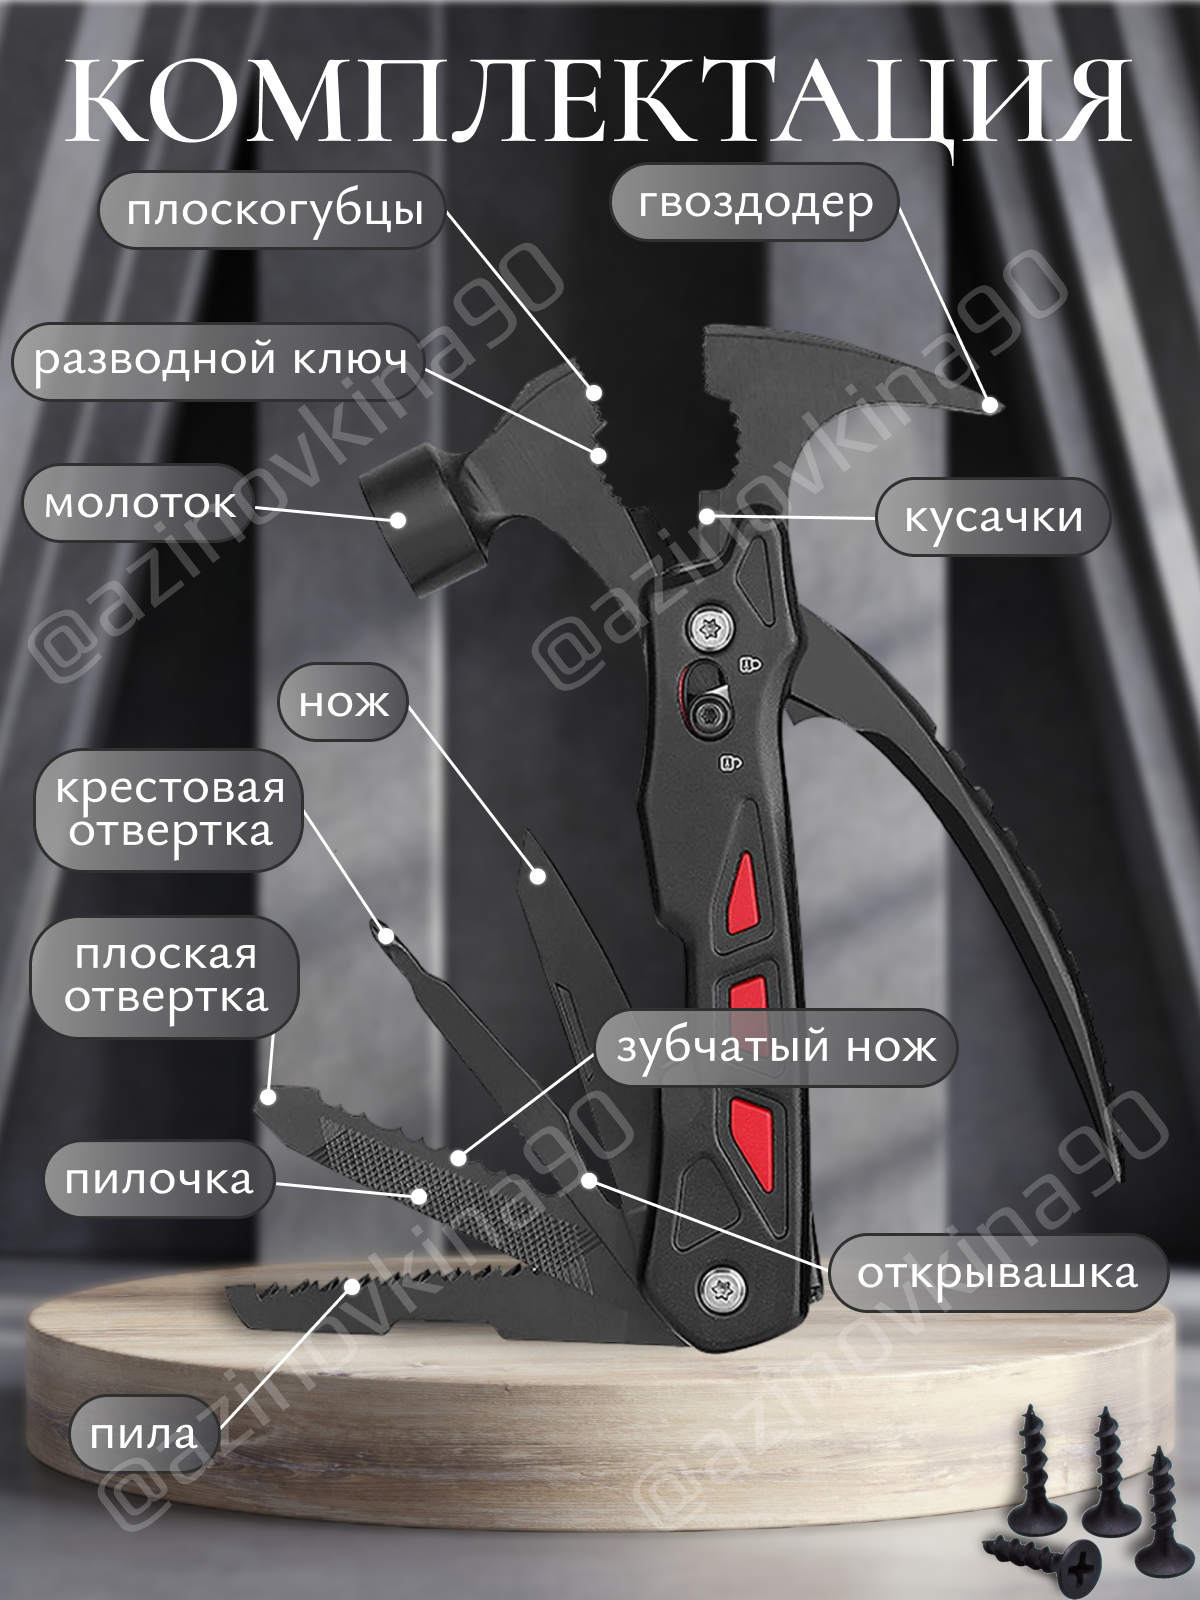 КОМПЛЕКТАЦИЯ
плоскогубцы
гвоздодер
разводной ключ
молоток
кусачки
нож
крестовая
отвертка
плоская
отвертка
зубчатый нож
пилочка
открывашка
пила
@azinovkina90
@azinovkina90
@azinovkina90
@azinovkina90